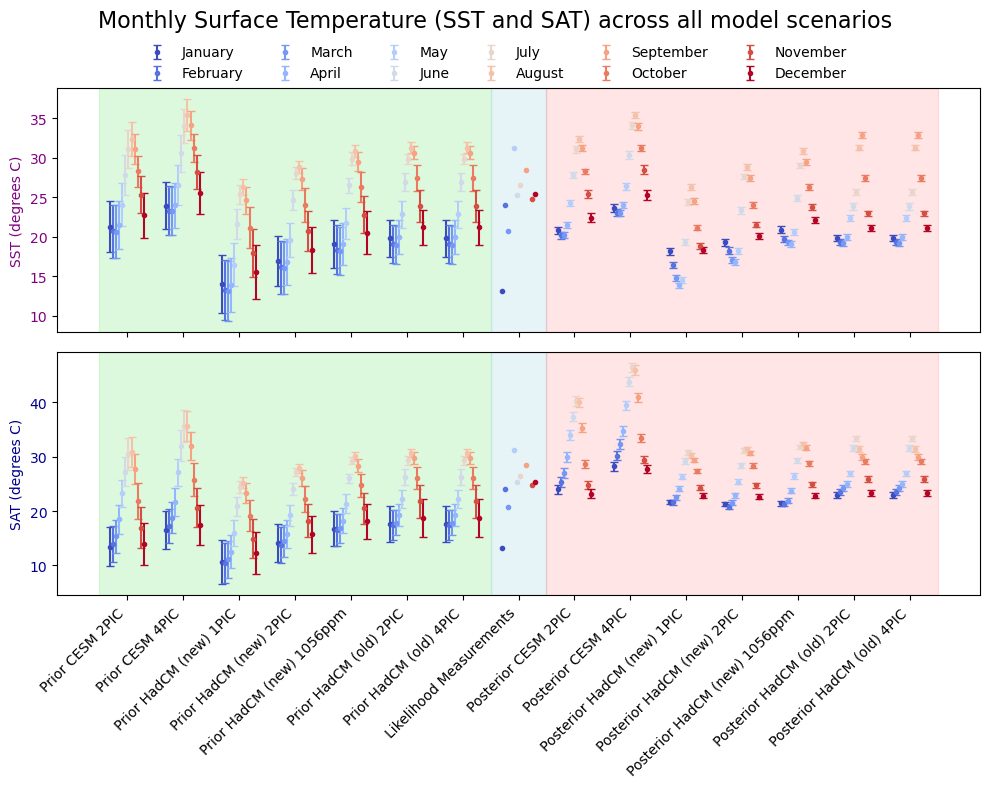 Monthly Surface Temperature (SST and SAT) across all model scenarios
January March May July September November
February April June August October December
SST (degrees C)
35
30
25
20
15
10
SAT (degrees C)
40
30
20
10
Prior CESM 2PIC
Prior CESM 4PIC
Prior HadCM (new) 1PIC
Prior HadCM (new) 2PIC
Prior HadCM (new) 1056ppm
Prior HadCM (old) 2PIC
Prior HadCM (old) 4PIC
Likelihood Measurements
Posterior CESM 2PIC
Posterior CESM 4PIC
Posterior HadCM (new) 1PIC
Posterior HadCM (new) 2PIC
Posterior HadCM (new) 1056ppm
Posterior HadCM (old) 2PIC
Posterior HadCM (old) 4PIC